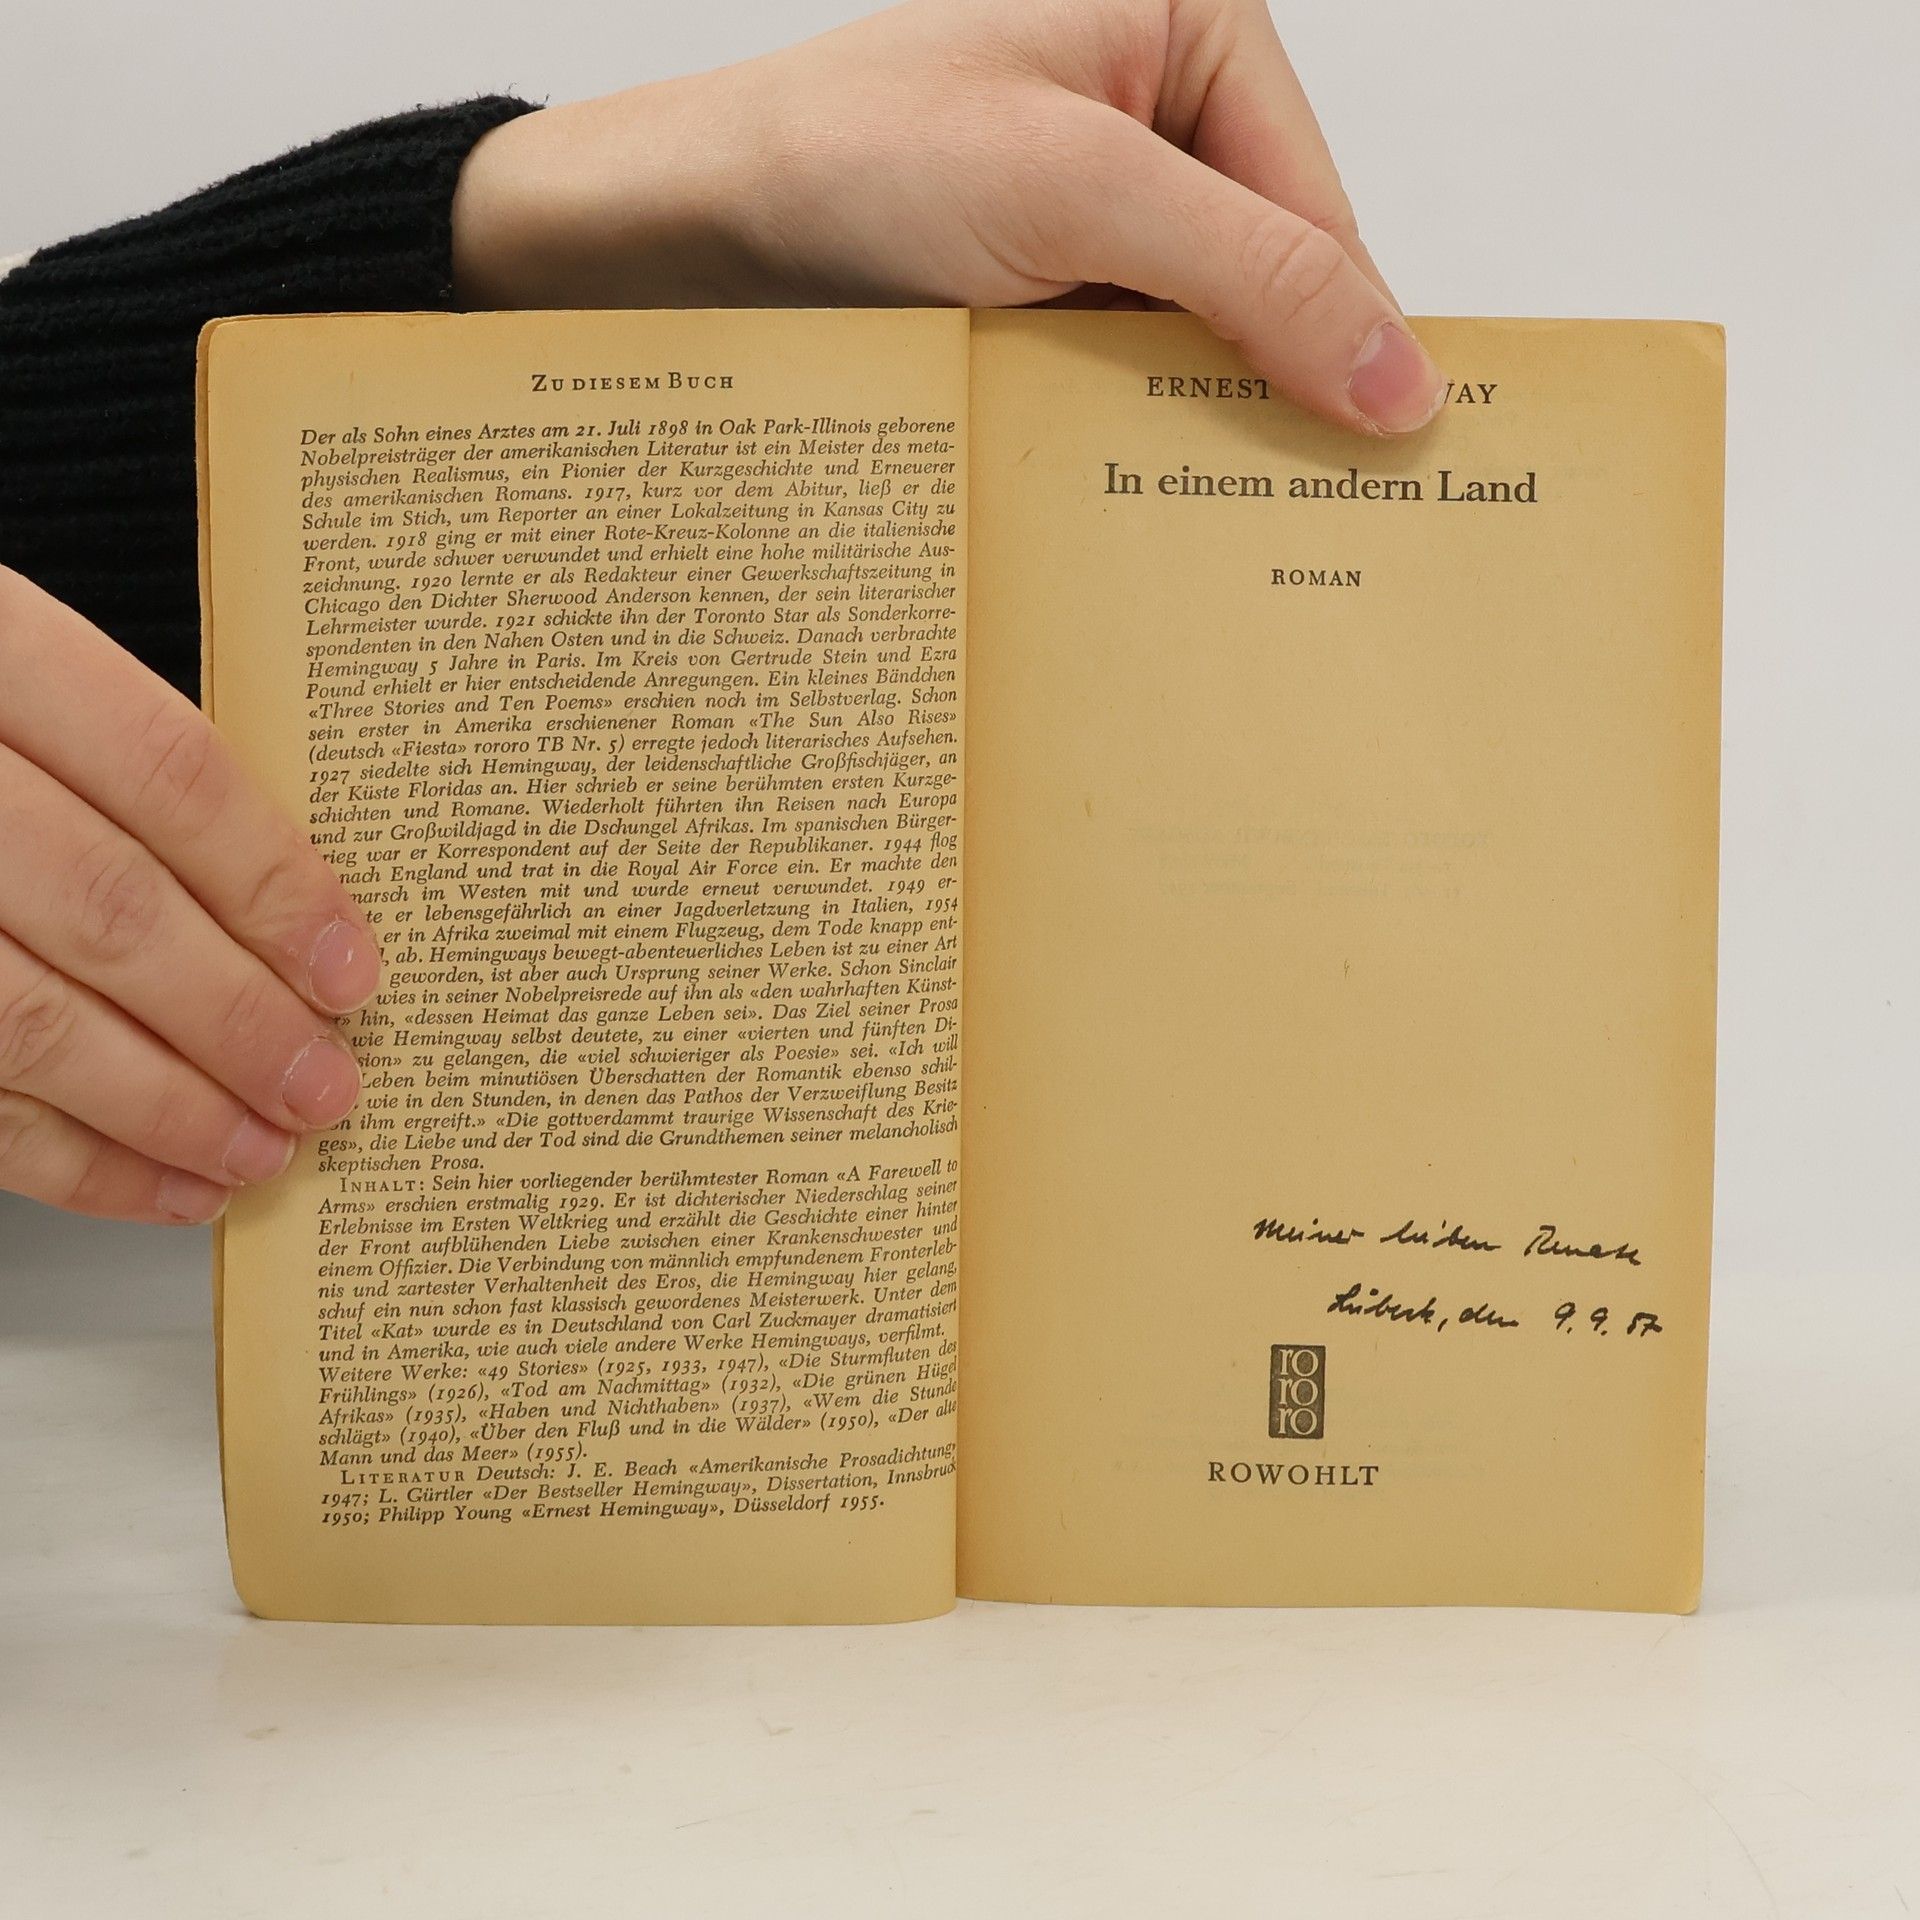 ZU DIESEM BUCH
Der als Sohn eines Arztes am 21. Juli 1898 in Oak Park-Illinois geborene
Nobelpreisträger der amerikanischen Literatur ist ein Meister des meta-
physischen Realismus, ein Pionier der Kurzgeschichte und Erneuerer
des amerikanischen Romans. 1917, kurz vor dem Abitur, ließ er die
Schule im Stich, um Reporter an einer Lokalzeitung in Kansas City zu
werden. 1918 ging er mit einer Rote-Kreuz-Kolonne an die italienische
Front, wurde schwer verwundet und erhielt eine hohe militärische Aus-
zeichnung. 1920 lernte er als Redakteur einer Gewerkschaftszeitung in
Chicago den Dichter Sherwood Anderson kennen, der sein literarischer
Lehrmeister wurde. 1921 schickte ihn der Toronto Star als Sonderkorre-
spondenten in den Nahen Osten und in die Schweiz. Danach verbrachte
Hemingway 5 Jahre in Paris. Im Kreis von Gertrude Stein und Ezra
Pound erhielt er hier entscheidende Anregungen. Ein kleines Bändchen
«Three Stories and Ten Poems» erschien noch im Selbstverlag. Schon
sein erster in Amerika erschienener Roman «The Sun Also Rises»
(deutsch «Fiesta» rororo TB Nr. 5) erregte jedoch literarisches Aufsehen.
1927 siedelte sich Hemingway, der leidenschaftliche Großfischjäger, an
der Küste Floridas an. Hier schrieb er seine berühmten ersten Kurzge-
schichten und Romane. Wiederholt führten ihn Reisen nach Europa
und zur Großwildjagd in die Dschungel Afrikas. Im spanischen Bürger-
rieg war er Korrespondent auf der Seite der Republikaner. 1944 flog
nach England und trat in die Royal Air Force ein. Er machte den
marsch im Westen mit und wurde erneut verwundet. 1949 er-
te er lebensgefährlich an einer Jagdverletzung in Italien, 1954
er in Afrika zweimal mit einem Flugzeug, dem Tode knapp ent-
, ab. Hemingways bewegt-abenteuerliches Leben ist zu einer Art
geworden, ist aber auch Ursprung seiner Werke. Schon Sinclair
wies in seiner Nobelpreisrede auf ihn als «den wahrhaften Künst-
r» hin, «dessen Heimat das ganze Leben sei». Das Ziel seiner Prosa
wie Hemingway selbst deutete, zu einer «vierten und fünften Di-
sion» zu gelangen, die «viel schwieriger als Poesie» sei. «Ich will
Leben beim minutiösen Überschatten der Romantik ebenso schil-
. wie in den Stunden, in denen das Pathos der Verzweiflung Besitz
on ihm ergreift.» «Die gottverdammt traurige Wissenschaft des Krie-
ges», die Liebe und der Tod sind die Grundthemen seiner melancholisch
skeptischen Prosa.
INHALT: Sein hier vorliegender berühmtester Roman «A Farewell to
Arms» erschien erstmalig 1929. Er ist dichterischer Niederschlag seiner
Erlebnisse im Ersten Weltkrieg und erzählt die Geschichte einer hinter
der Front aufblühenden Liebe zwischen einer Krankenschwester und
einem Offizier. Die Verbindung von männlich empfundenem Fronterleb-
nis und zartester Verhaltenheit des Eros, die Hemingway hier gelang,
schuf ein nun schon fast klassisch gewordenes Meisterwerk. Unter dem
Titel «Kat» wurde es in Deutschland von Carl Zuckmayer dramatisiert
und in Amerika, wie auch viele andere Werke Hemingways, verfilmt.
Weitere Werke: «49 Stories» (1925, 1933, 1947), «Die Sturmfluten des
Frühlings» (1926), «Tod am Nachmittag» (1932), «Die grünen Hügel
Afrikas» (1935), «Haben und Nichthaben» (1937), «Wem die Stunde
schlägt» (1940), «Über den Fluß und in die Wälder» (1950), «Der alte
Mann und das Meer» (1955).
LITERATUR Deutsch: J. E. Beach «Amerikanische Prosadichtung»
1947; L. Gürtler «Der Bestseller Hemingway», Dissertation, Innsbruck
1950; Philipp Young «Ernest Hemingway», Düsseldorf 1955.
ERNEST WAY
In einem andern Land
ROMAN
Meiner lieben Renate
Lübeck, den 9.9.57
ro
ro
ro
ROWOHLT